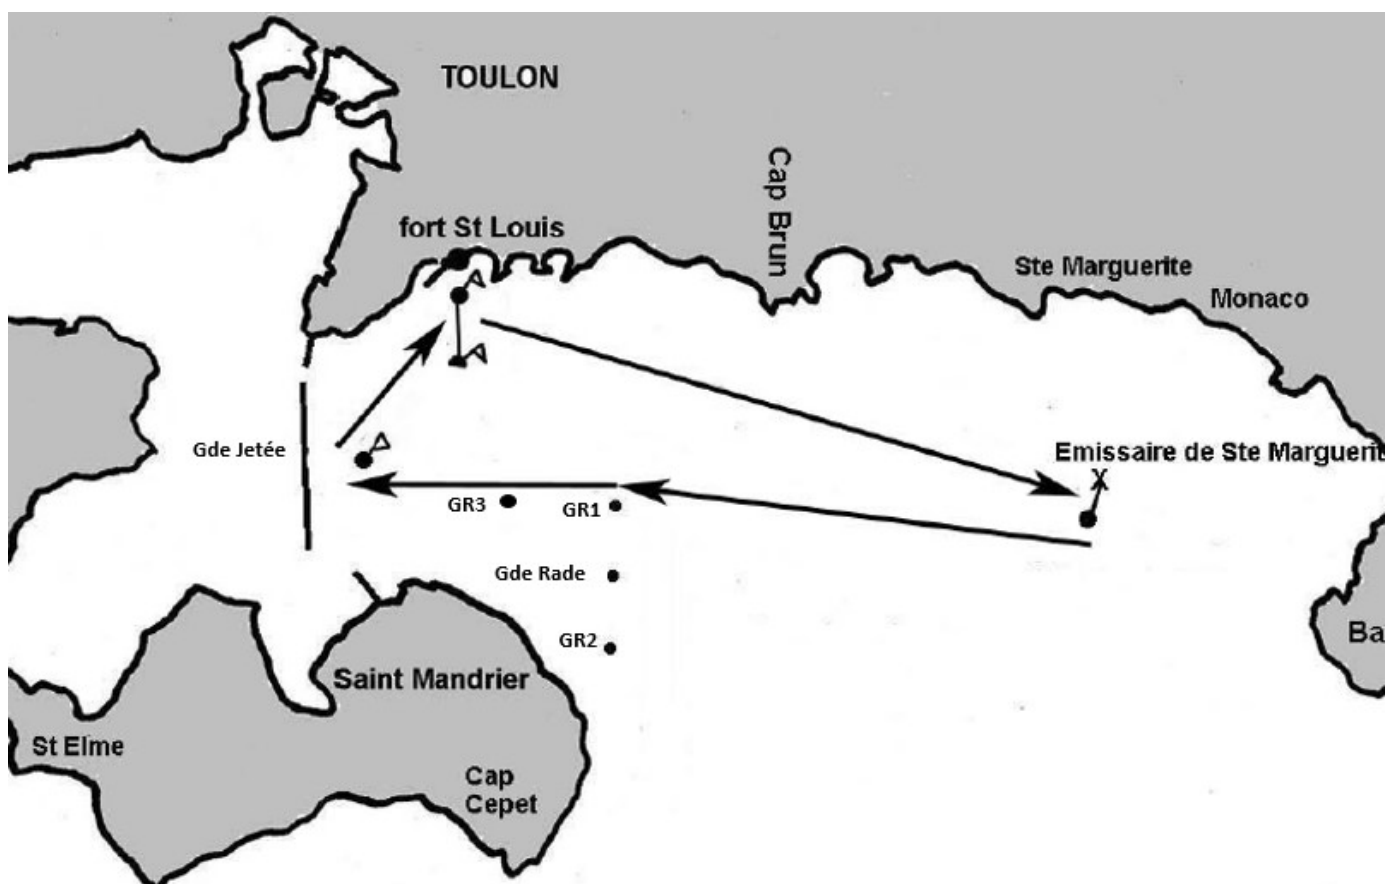 TOULON
Cap Brun
fort St Louis
Ste Marguerite
Monaco
Gde Jetée
Emissaire de Ste Marguerit
X
GR3
GR1
Gde Rade
GR2
Ba
Saint Mandrier
St Elme
Cap
Cepet